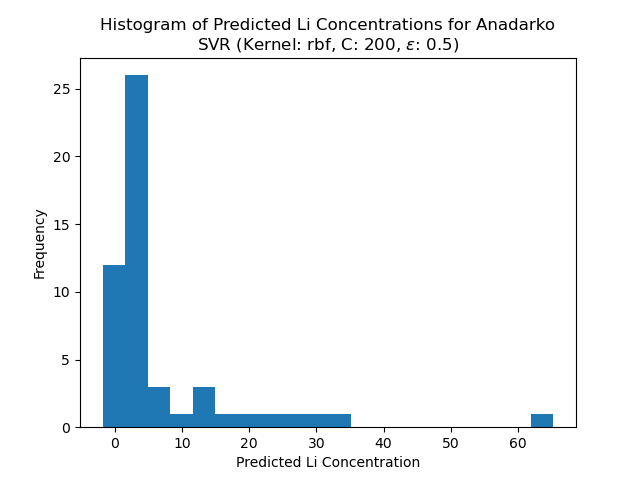 Histogram of Predicted Li Concentrations for Anadarko
SVR (Kernel: rbf, C: 200, ε: 0.5)
Frequency
25
20
15
10
5
0
0 10 20 30 40 50 60
Predicted Li Concentration